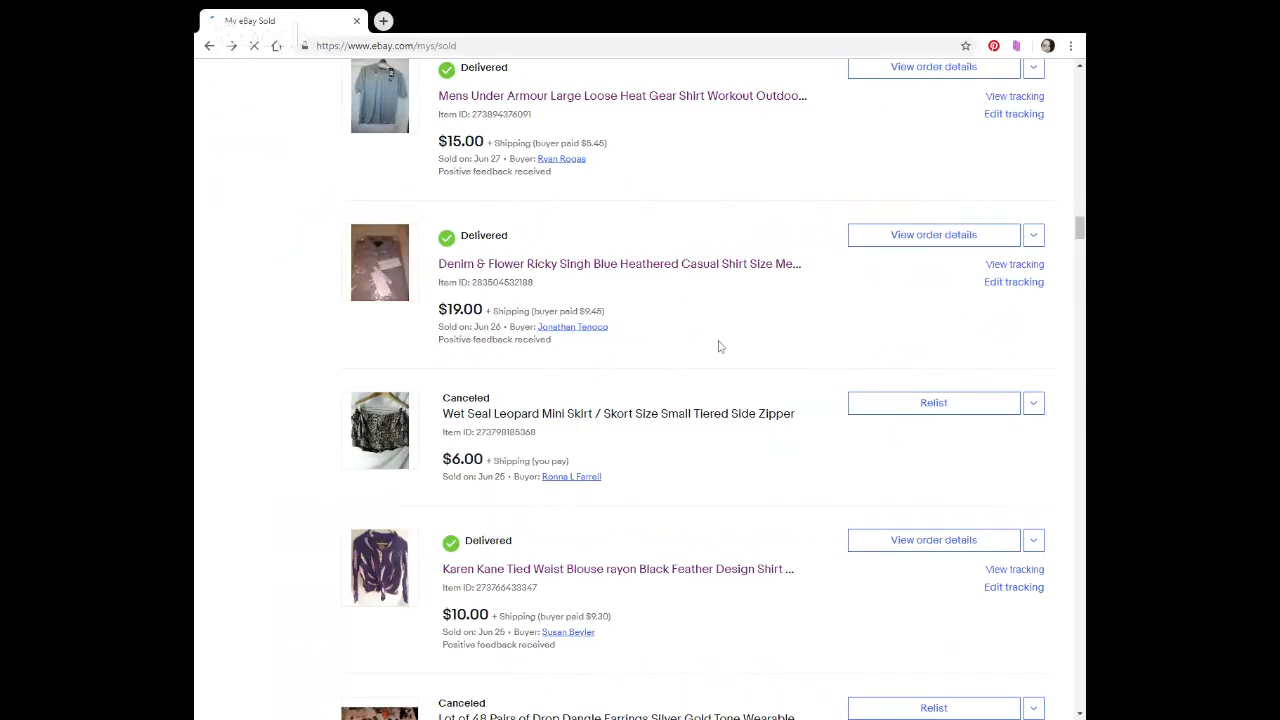 My eBay Sold
https://www.ebay.com/mys/sold
Delivered
View order details
Mens Under Armour Large Loose Heat Gear Shirt Workout Outdoo...
View tracking
Item ID: 273894376091
Edit tracking
$15.00 + Shipping (buyer paid $5.45)
Sold on: Jun 27 • Buyer: Ryan Rogas
Positive feedback received
Delivered
View order details
Denim & Flower Ricky Singh Blue Heathered Casual Shirt Size Me...
View tracking
Item ID: 283504532188
Edit tracking
$19.00 + Shipping (buyer paid $9.45)
Sold on: Jun 26 • Buyer: Jonathan Tengco
Positive feedback received
Canceled
Relist
Wet Seal Leopard Mini Skirt / Skort Size Small Tiered Side Zipper
Item ID: 273798185368
$6.00 + Shipping (you pay)
Sold on: Jun 25 • Buyer: Ronna L Farrell
Delivered
View order details
Karen Kane Tied Waist Blouse rayon Black Feather Design Shirt ...
View tracking
Item ID: 273766433347
Edit tracking
$10.00 + Shipping (buyer paid $9.30)
Sold on: Jun 25 • Buyer: Susan Beyler
Positive feedback received
Canceled
Relist
Lot of 48 Pairs of Drop Dangle Earrings Silver Gold Tone Wearable